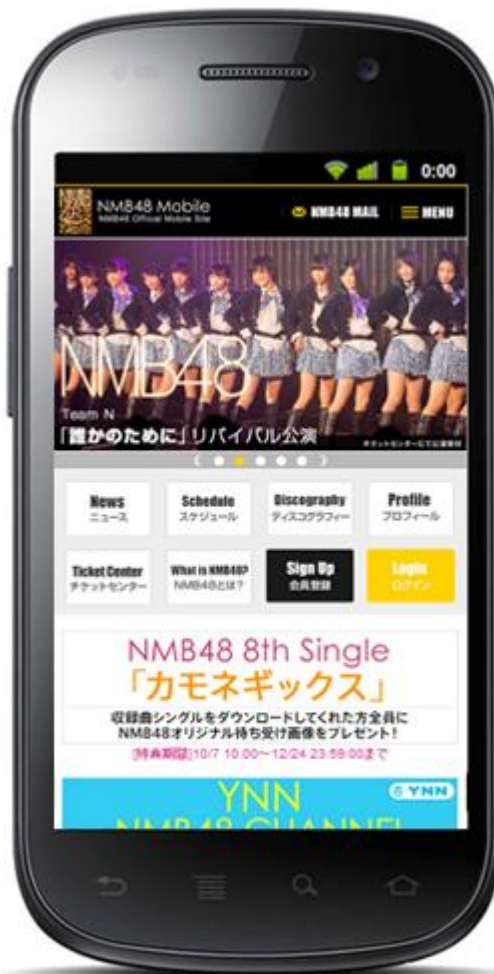 0:00
NMB48 Mobile
NMB48 Official Mobile Site
NMB48 MAIL
MENU
NMB48
Team N
「誰かのために」リバイバル公演
News
ニュース
Schedule
スケジュール
Discography
ディスコグラフィー
Profile
プロフィール
Ticket Center
チケットセンター
What is NMB48?
NMB48とは?
Sign Up
会員登録
Login
ログイン
NMB48 8th Single
「カモネギックス」
収録曲シングルをダウンロードしてくれた方全員に
NMB48オリジナル待ち受け画像をプレゼント!
[特典期間]10/7 10:00～12/24 23:59:00まで
YNN
YNN
NMB48 CHANNEL